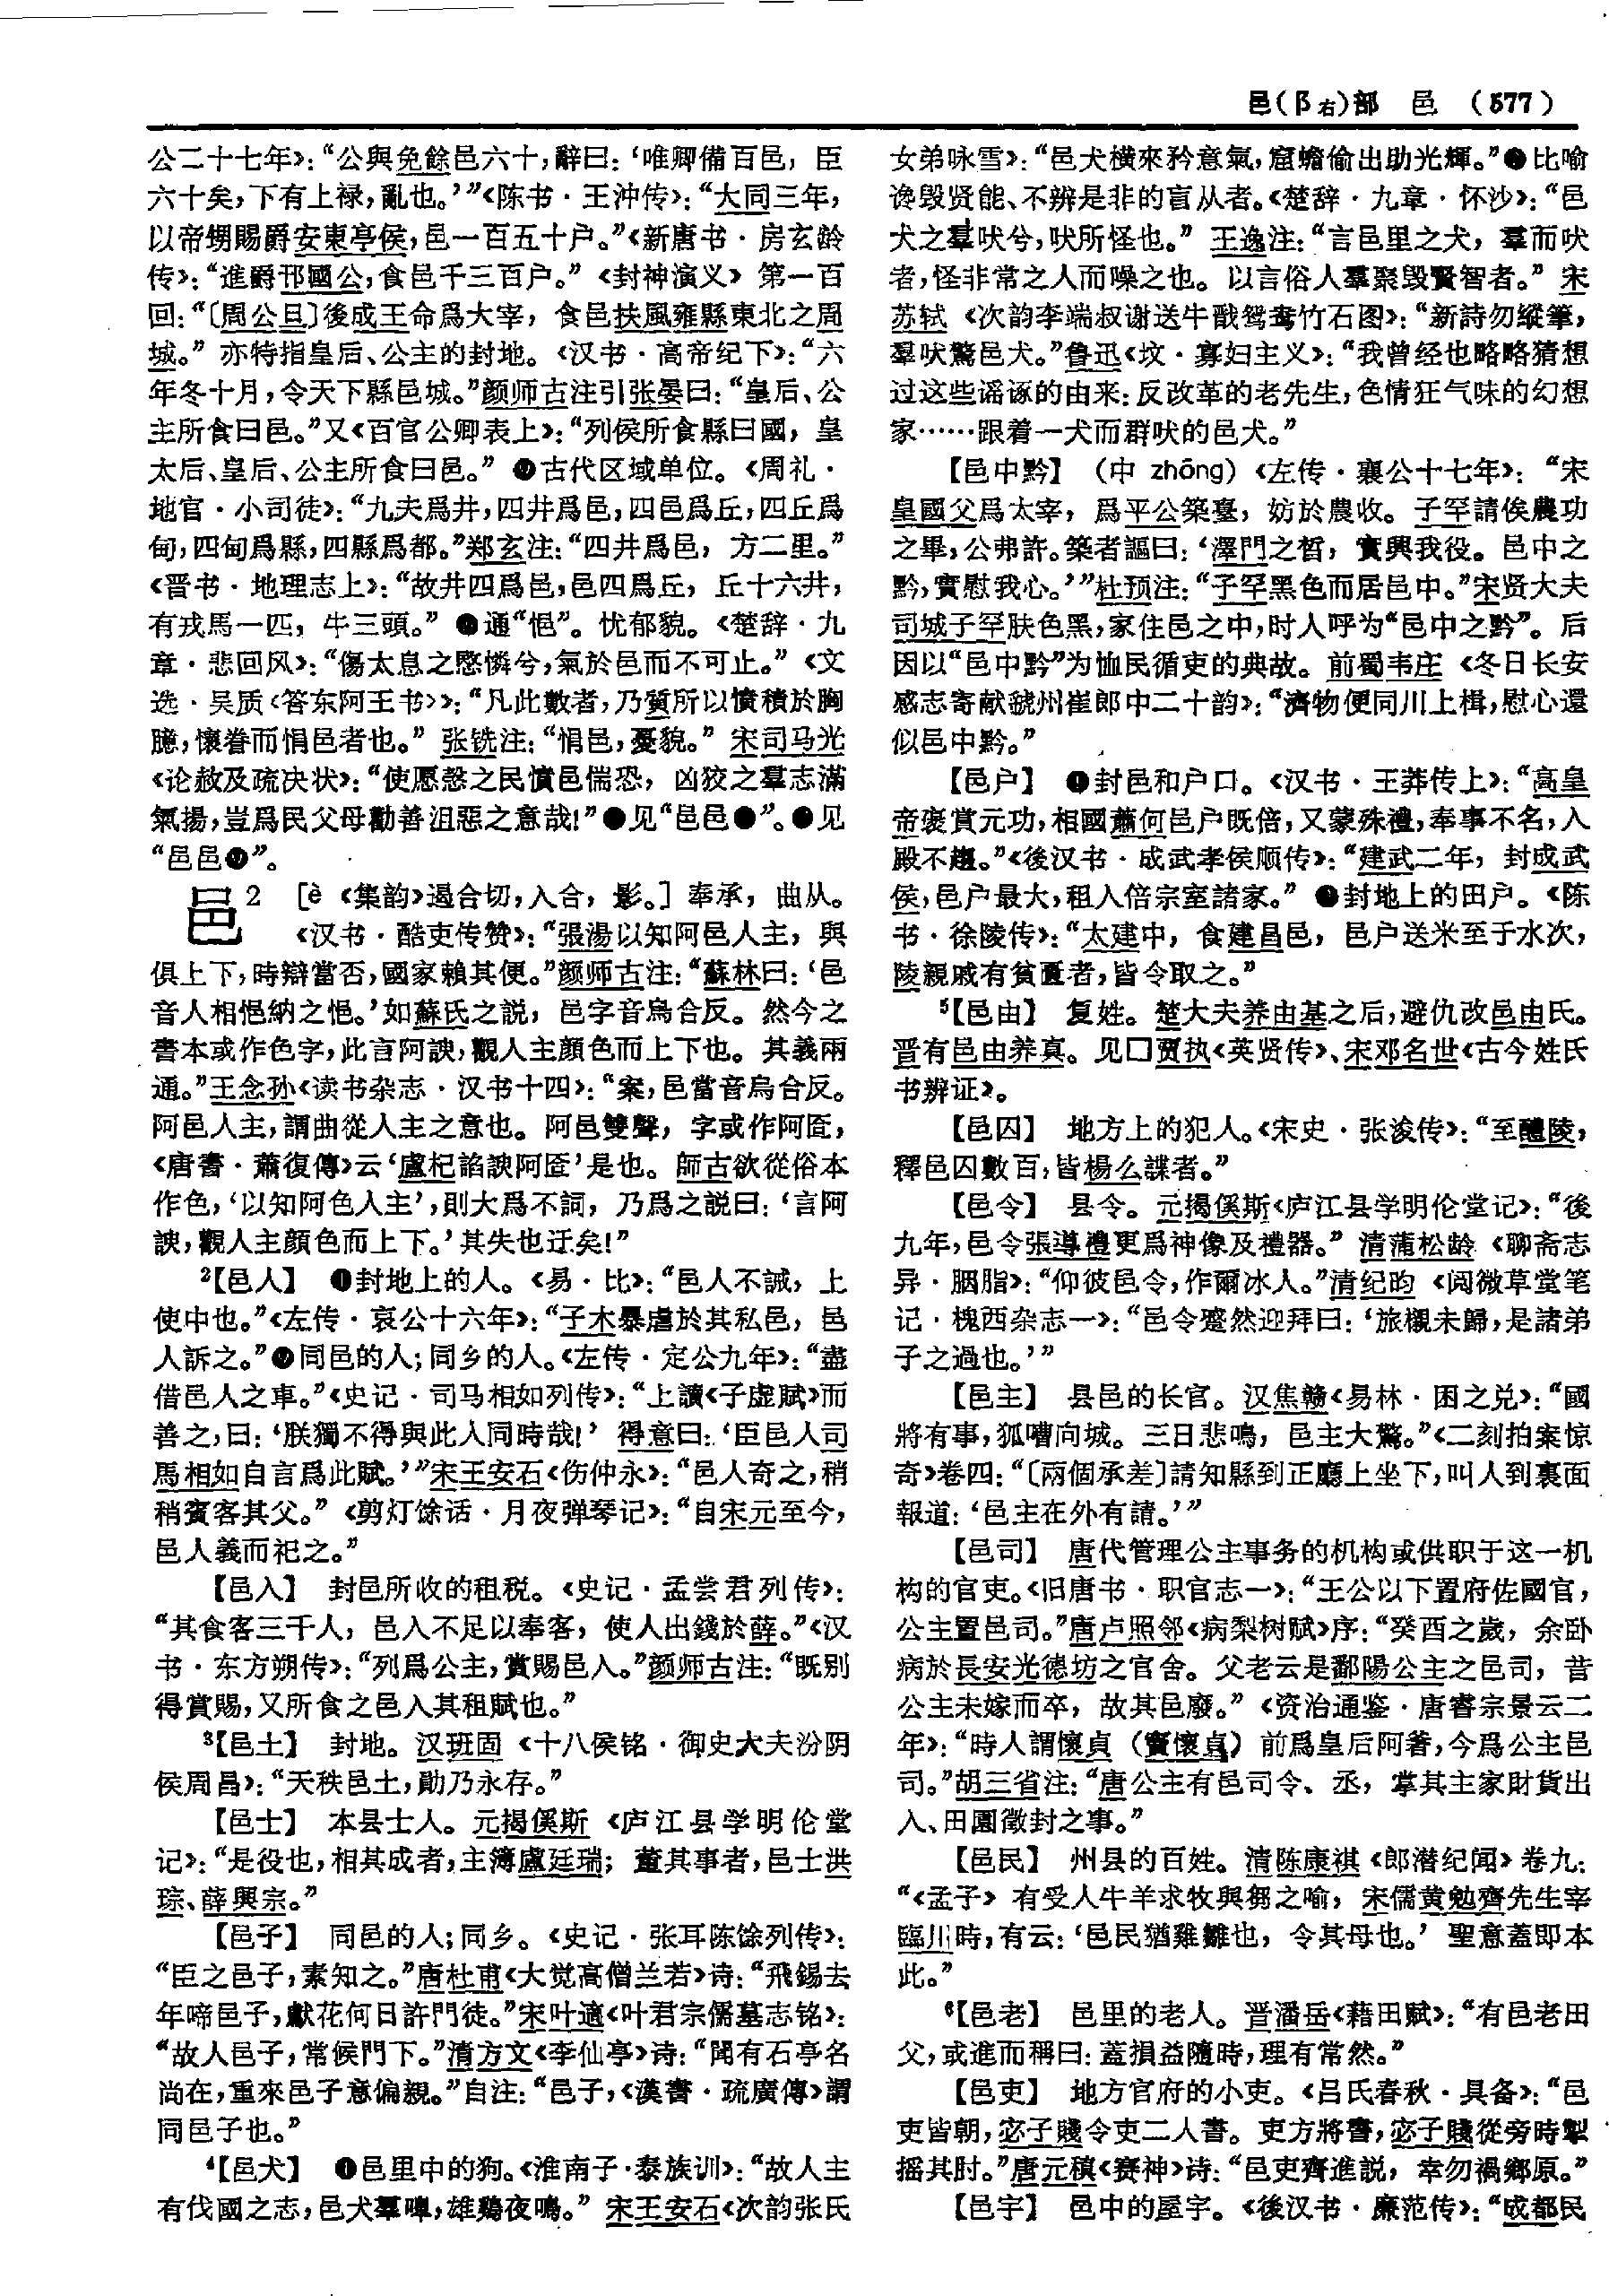 邑(阝右)部 邑 (577)
公二十七年》：“公與免餘邑六十，辭曰：‘唯卿備百邑，臣
六十矣，下有上禄，亂也。’”《陈书·王沖传》：“大同三年，
以帝甥賜爵安東亭侯，邑一百五十户。”《新唐书·房玄龄
传》：“進爵邗國公，食邑千三百户。”《封神演义》第一百
回：“〔周公旦〕後成王命爲大宰，食邑扶風雍縣東北之周
城。”亦特指皇后、公主的封地。《汉书·高帝纪下》：“六
年冬十月，令天下縣邑城。”颜师古注引张晏曰：“皇后、公
主所食曰邑。”又《百官公卿表上》：“列侯所食縣曰國，皇
太后、皇后、公主所食曰邑。”古代区域单位。《周礼·
地官·小司徒》：“九夫爲井，四井爲邑，四邑爲丘，四丘爲
甸，四甸爲縣，四縣爲都。”郑玄注：“四井爲邑，方二里。”
《晋书·地理志上》：“故井四爲邑，邑四爲丘，丘十六井，
有戎馬一匹，牛三頭。”通“悒”。忧郁貌。《楚辞·九
章·悲回风》：“傷太息之愍憐兮，氣於邑而不可止。”《文
选·吴质〈答东阿王书〉》：“凡此數者，乃質所以憤積於胸
臆，懷眷而悁邑者也。”张铣注：“悁邑，憂貌。”宋司马光
《论赦及疏决状》：“使愿慤之民憤邑惴恐，凶狡之羣志滿
氣揚，豈爲民父母勸善沮惡之意哉！”见“邑邑”。见
“邑邑”。
邑2 ［è《集韵》遏合切，入合，影。］奉承，曲从。
《汉书·酷吏传赞》：“張湯以知阿邑人主，與
俱上下，時辯當否，國家賴其便。”颜师古注：“蘇林曰：‘邑
音人相悒納之悒。’如蘇氏之説，邑字音烏合反。然今之
書本或作色字，此言阿諛，觀人主顔色而上下也。其義兩
通。”王念孙《读书杂志·汉书十四》：“案，邑當音烏合反。
阿邑人主，謂曲從人主之意也。阿邑雙聲，字或作阿匼，
《唐書·蕭復傳》云‘盧杞諂諛阿匼’是也。師古欲從俗本
作色，‘以知阿色人主’，則大爲不詞，乃爲之説曰：‘言阿
諛，觀人主顔色而上下。’其失也迂矣！”
2【邑人】 ❶封地上的人。《易·比》：“邑人不誡，上
使中也。”《左传·哀公十六年》：“子木暴虐於其私邑，邑
人訴之。”❷同邑的人；同乡的人。《左传·定公九年》：“盡
借邑人之車。”《史记·司马相如列传》：“上讀《子虚賦》而
善之，曰：‘朕獨不得與此人同時哉！’得意曰：‘臣邑人司
馬相如自言爲此賦。’”宋王安石《伤仲永》：“邑人奇之，稍
稍賓客其父。”《剪灯馀话·月夜弹琴记》：“自宋元至今，
邑人義而祀之。”
【邑入】 封邑所收的租税。《史记·孟尝君列传》：
“其食客三千人，邑入不足以奉客，使人出錢於薛。”《汉
书·东方朔传》：“列爲公主，賞賜邑入。”颜师古注：“既别
得賞賜，又所食之邑入其租賦也。”
3【邑土】 封地。汉班固《十八侯铭·御史大夫汾阴
侯周昌》：“天秩邑土，勛乃永存。”
【邑士】 本县士人。元揭傒斯《庐江县学明伦堂
记》：“是役也，相其成者，主簿盧廷瑞；董其事者，邑士洪
琮、薛興宗。”
【邑子】 同邑的人；同乡。《史记·张耳陈馀列传》：
“臣之邑子，素知之。”唐杜甫《大觉高僧兰若》诗：“飛錫去
年啼邑子，獻花何日許門徒。”宋叶適《叶君宗儒墓志铭》：
“故人邑子，常候門下。”清方文《李仙亭》诗：“聞有石亭名
尚在，重來邑子意偏親。”自注：“邑子，《漢書·疏廣傳》謂
同邑子也。”
4【邑犬】 ❶邑里中的狗。《淮南子·泰族训》：“故人主
有伐國之志，邑犬羣嘷，雄鷄夜鳴。”宋王安石《次韵张氏
女弟咏雪》：“邑犬横來矜意氣，窟蟾偷出助光輝。”❷比喻
谗毁贤能、不辨是非的盲从者。《楚辞·九章·怀沙》：“邑
犬之羣吠兮，吠所怪也。”王逸注：“言邑里之犬，羣而吠
者，怪非常之人而噪之也。以言俗人羣聚毁賢智者。”宋
苏轼《次韵李端叔谢送牛戬鸳鸯竹石图》：“新詩勿縱筆，
羣吠驚邑犬。”鲁迅《坟·寡妇主义》：“我曾经也略略猜想
过这些谣诼的由来：反改革的老先生，色情狂气味的幻想
家……跟着一犬而群吠的邑犬。”
【邑中黔】 （中 zhōng）《左传·襄公十七年》：“宋
皇國父爲太宰，爲平公築臺，妨於農收。子罕請俟農功
之畢，公弗許。築者謳曰：‘澤門之晳，實興我役。邑中之
黔，實慰我心。’”杜预注：“子罕黑色而居邑中。”宋贤大夫
司城子罕肤色黑，家住邑之中，时人呼为“邑中之黔”。后
因以“邑中黔”为恤民循吏的典故。前蜀韦庄《冬日长安
感志寄献虢州崔郎中二十韵》：“濟物便同川上楫，慰心還
似邑中黔。”
【邑户】 ❶封邑和户口。《汉书·王莽传上》：“高皇
帝褒賞元功，相國蕭何邑户既倍，又蒙殊禮，奉事不名，入
殿不趨。”《後汉书·成武孝侯顺传》：“建武二年，封成武
侯，邑户最大，租入倍宗室諸家。”❷封地上的田户。《陈
书·徐陵传》：“太建中，食建昌邑，邑户送米至于水次，
陵親戚有貧匱者，皆令取之。”
5【邑由】 复姓。楚大夫养由基之后，避仇改邑由氏。
晋有邑由养真。见□贾执《英贤传》、宋邓名世《古今姓氏
书辨证》。
【邑囚】 地方上的犯人。《宋史·张浚传》：“至醴陵，
釋邑囚數百，皆楊么諜者。”
【邑令】 县令。元揭傒斯《庐江县学明伦堂记》：“後
九年，邑令張導禮更爲神像及禮器。”清蒲松龄《聊斋志
异·胭脂》：“仰彼邑令，作爾冰人。”清纪昀《阅微草堂笔
记·槐西杂志一》：“邑令蹙然迎拜曰：‘旅櫬未歸，是諸弟
子之過也。’”
【邑主】 县邑的长官。汉焦赣《易林·困之兑》：“國
將有事，狐嘈向城。三日悲鳴，邑主大驚。”《二刻拍案惊
奇》卷四：“〔兩個承差〕請知縣到正廳上坐下，叫人到裏面
報道：‘邑主在外有請。’”
【邑司】 唐代管理公主事务的机构或供职于这一机
构的官吏。《旧唐书·职官志一》：“王公以下置府佐國官，
公主置邑司。”唐卢照邻《病梨树赋》序：“癸酉之歲，余卧
病於長安光德坊之官舍。父老云是鄱陽公主之邑司，昔
公主未嫁而卒，故其邑廢。”《资治通鉴·唐睿宗景云二
年》：“時人謂懷貞（竇懷貞）前爲皇后阿㸙，今爲公主邑
司。”胡三省注：“唐公主有邑司令、丞，掌其主家財貨出
入、田園徵封之事。”
【邑民】 州县的百姓。清陈康祺《郎潜纪闻》卷九：
“《孟子》有受人牛羊求牧與芻之喻，宋儒黄勉齊先生宰
臨川時，有云：‘邑民猶雞雛也，令其母也。’聖意蓋即本
此。”
6【邑老】 邑里的老人。晋潘岳《藉田赋》：“有邑老田
父，或進而稱曰：蓋損益隨時，理有常然。”
【邑吏】 地方官府的小吏。《吕氏春秋·具备》：“邑
吏皆朝，宓子賤令吏二人書。吏方將書，宓子賤從旁時掣
摇其肘。”唐元稹《赛神》诗：“邑吏齊進説，幸勿禍鄉原。”
【邑宇】 邑中的屋宇。《後汉书·廉范传》：“成都民